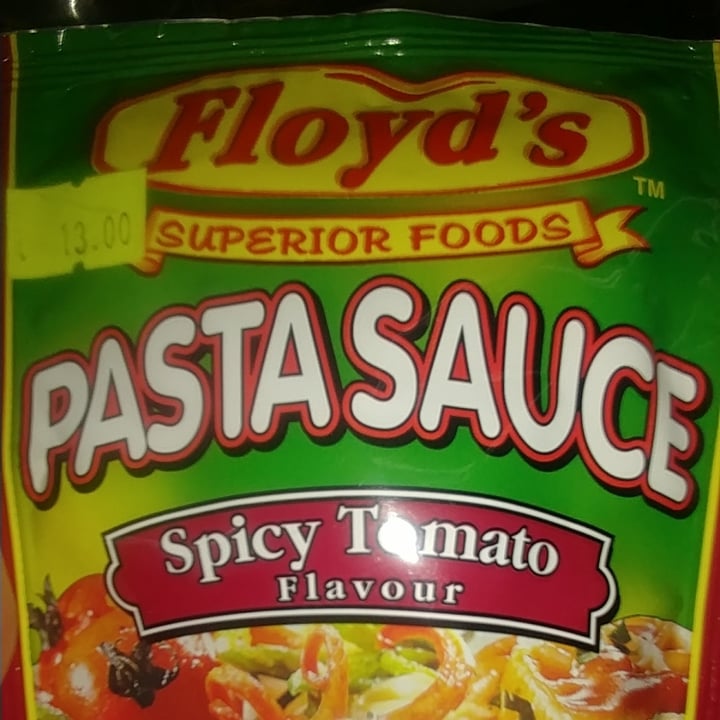 Floyd's
TM
13.00
SUPERIOR FOODS
PASTA SAUCE
Spicy Tomato
Flavour